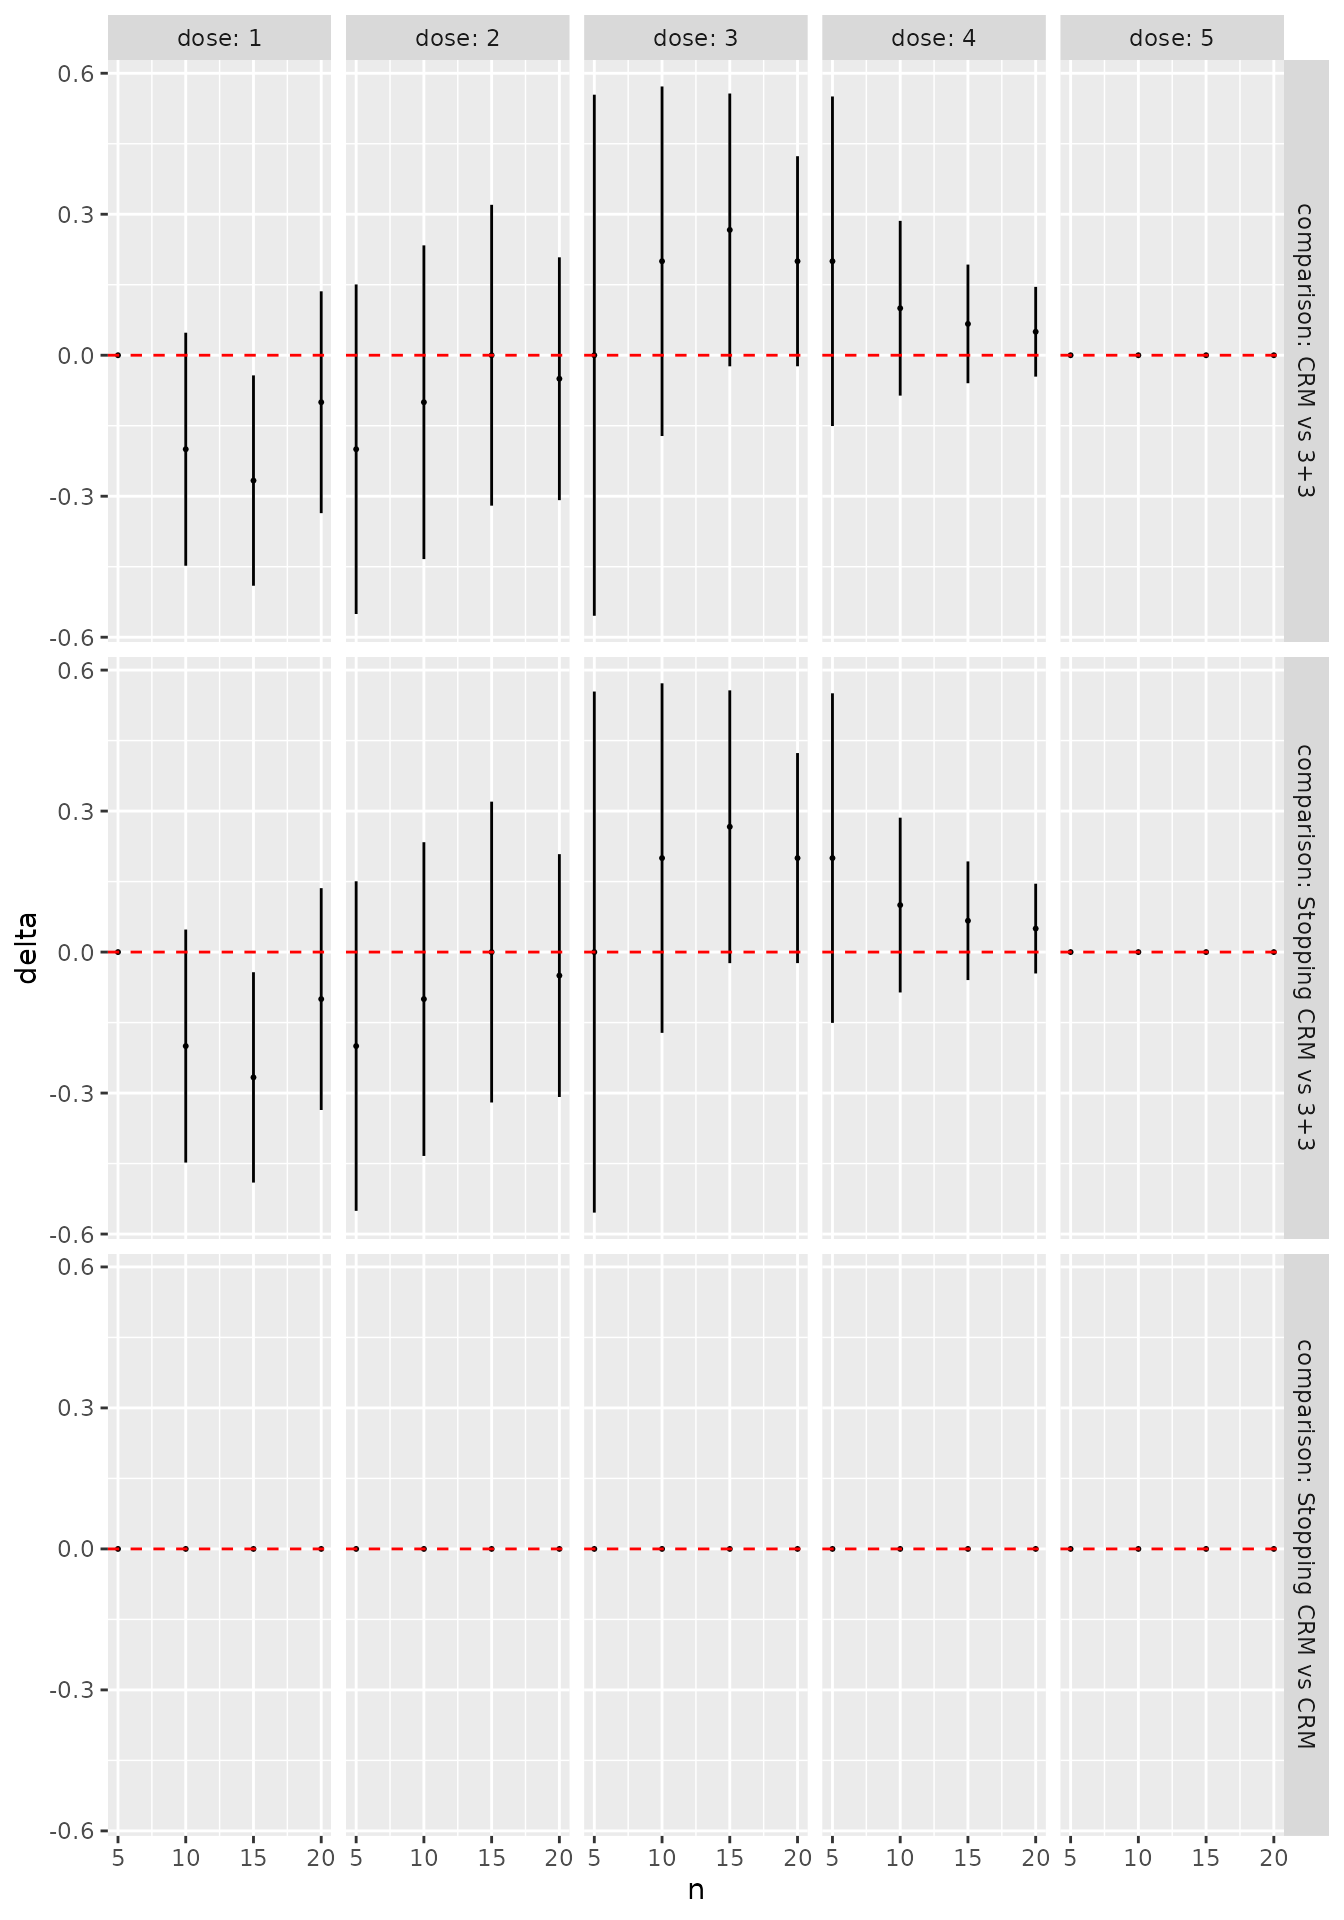 dose: 1
dose: 2
dose: 3
dose: 4
dose: 5
0.6
0.3
0.0
-0.3
-0.6
comparison: CRM vs 3+3
0.6
0.3
0.0
-0.3
-0.6
comparison: Stopping CRM vs 3+3
0.6
0.3
0.0
-0.3
-0.6
comparison: Stopping CRM vs CRM
delta
5 10 15 20
5 10 15 20
5 10 15 20
5 10 15 20
5 10 15 20
n